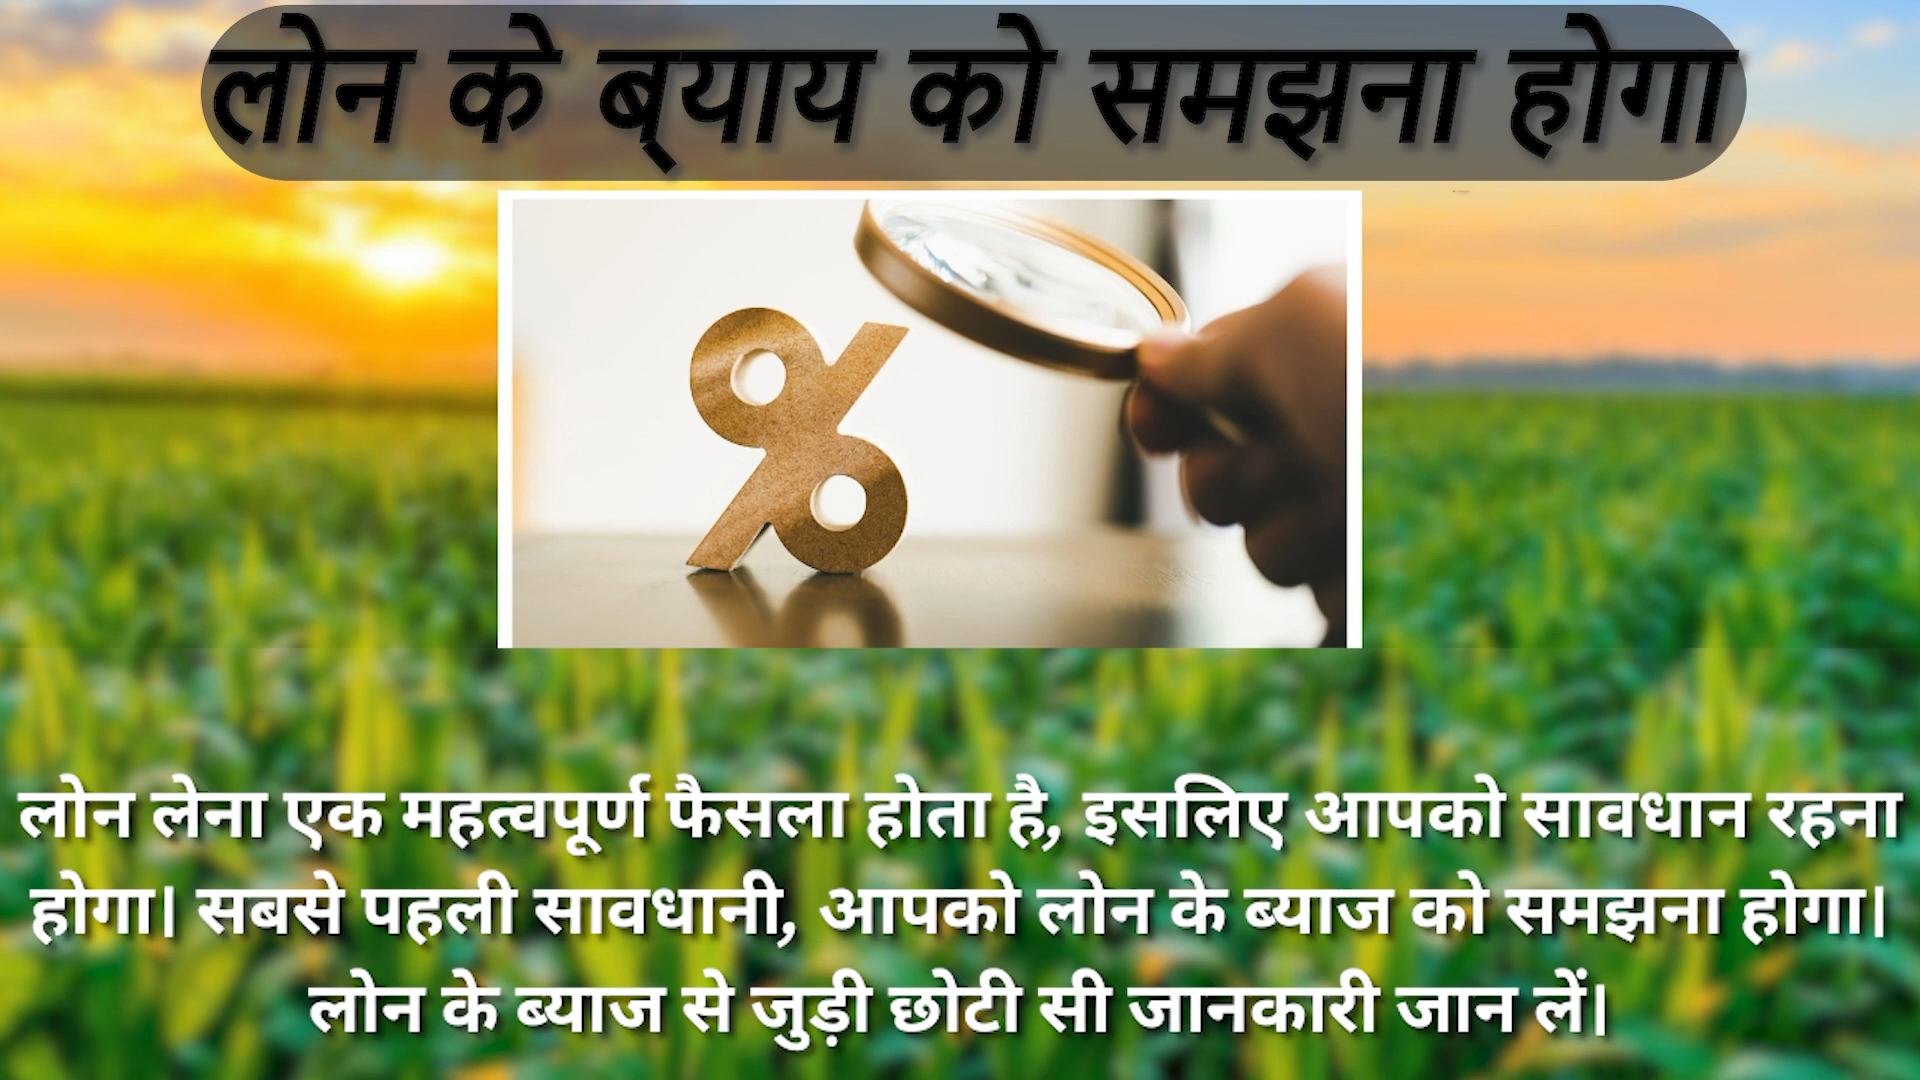 लोन के ब्याय को समझना होगा
लोन लेना एक महत्वपूर्ण फैसला होता है, इसलिए आपको सावधान रहना
होगा। सबसे पहली सावधानी, आपको लोन के ब्याज को समझना होगा।
लोन के ब्याज से जुड़ी छोटी सी जानकारी जान लें।